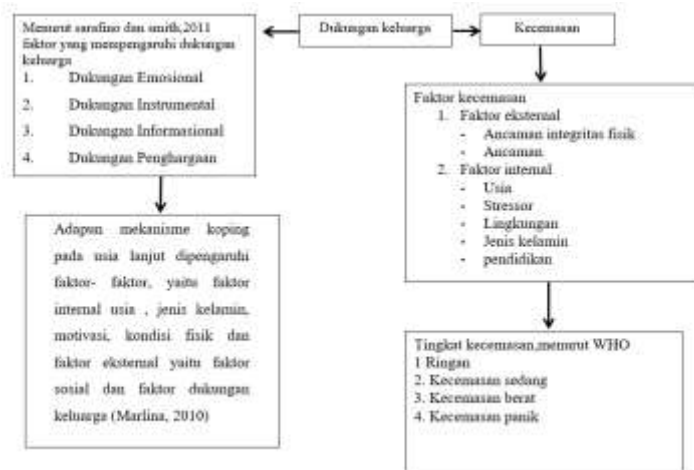 Menurut sarafino dan smith,2011
faktor yang mempengaruhi dukungan
keluarga
1. Dukungan Emosional
2. Dukungan Instrumental
3. Dukungan Informasional
4. Dukungan Penghargaan
Dukungan keluarga
Kecemasan
Adapun mekanisme koping
pada usia lanjut dipengaruhi
faktor- faktor, yaitu faktor
internal usia , jenis kelamin,
motivasi, kondisi fisik dan
faktor eksternal yaitu faktor
sosial dan faktor dukungan
keluarga (Marlina, 2010)
Faktor kecemasan
1. Faktor eksternal
- Ancaman integritas fisik
- Ancaman
2. Faktor internal
- Usia
- Stressor
- Lingkungan
- Jenis kelamin
- pendidikan
Tingkat kecemasan,menurut WHO
1 Ringan
2. Kecemasan sedang
3. Kecemasan berat
4. Kecemasan panik